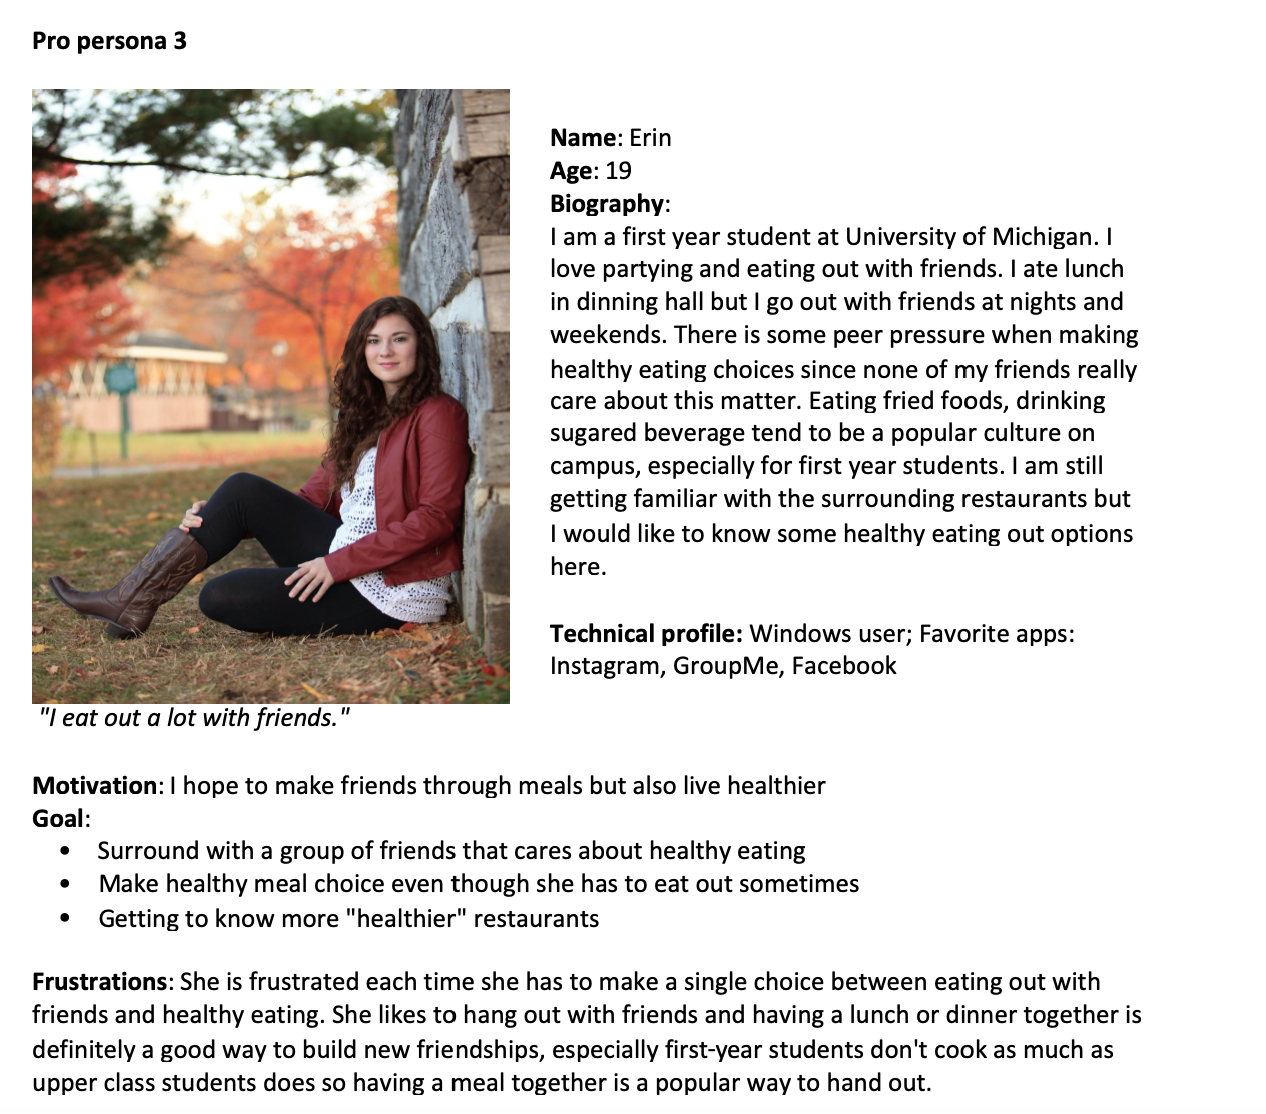 Pro persona 3
Name: Erin
Age: 19
Biography:
I am a first year student at University of Michigan. I
love partying and eating out with friends. I ate lunch
in dinning hall but I go out with friends at nights and
weekends. There is some peer pressure when making
healthy eating choices since none of my friends really
care about this matter. Eating fried foods, drinking
sugared beverage tend to be a popular culture on
campus, especially for first year students. I am still
getting familiar with the surrounding restaurants but
I would like to know some healthy eating out options
here.
Technical profile: Windows user; Favorite apps:
Instagram, GroupMe, Facebook
"I eat out a lot with friends."
Motivation: I hope to make friends through meals but also live healthier
Goal:
• Surround with a group of friends that cares about healthy eating
• Make healthy meal choice even though she has to eat out sometimes
• Getting to know more "healthier" restaurants
Frustrations: She is frustrated each time she has to make a single choice between eating out with
friends and healthy eating. She likes to hang out with friends and having a lunch or dinner together is
definitely a good way to build new friendships, especially first-year students don't cook as much as
upper class students does so having a meal together is a popular way to hand out.